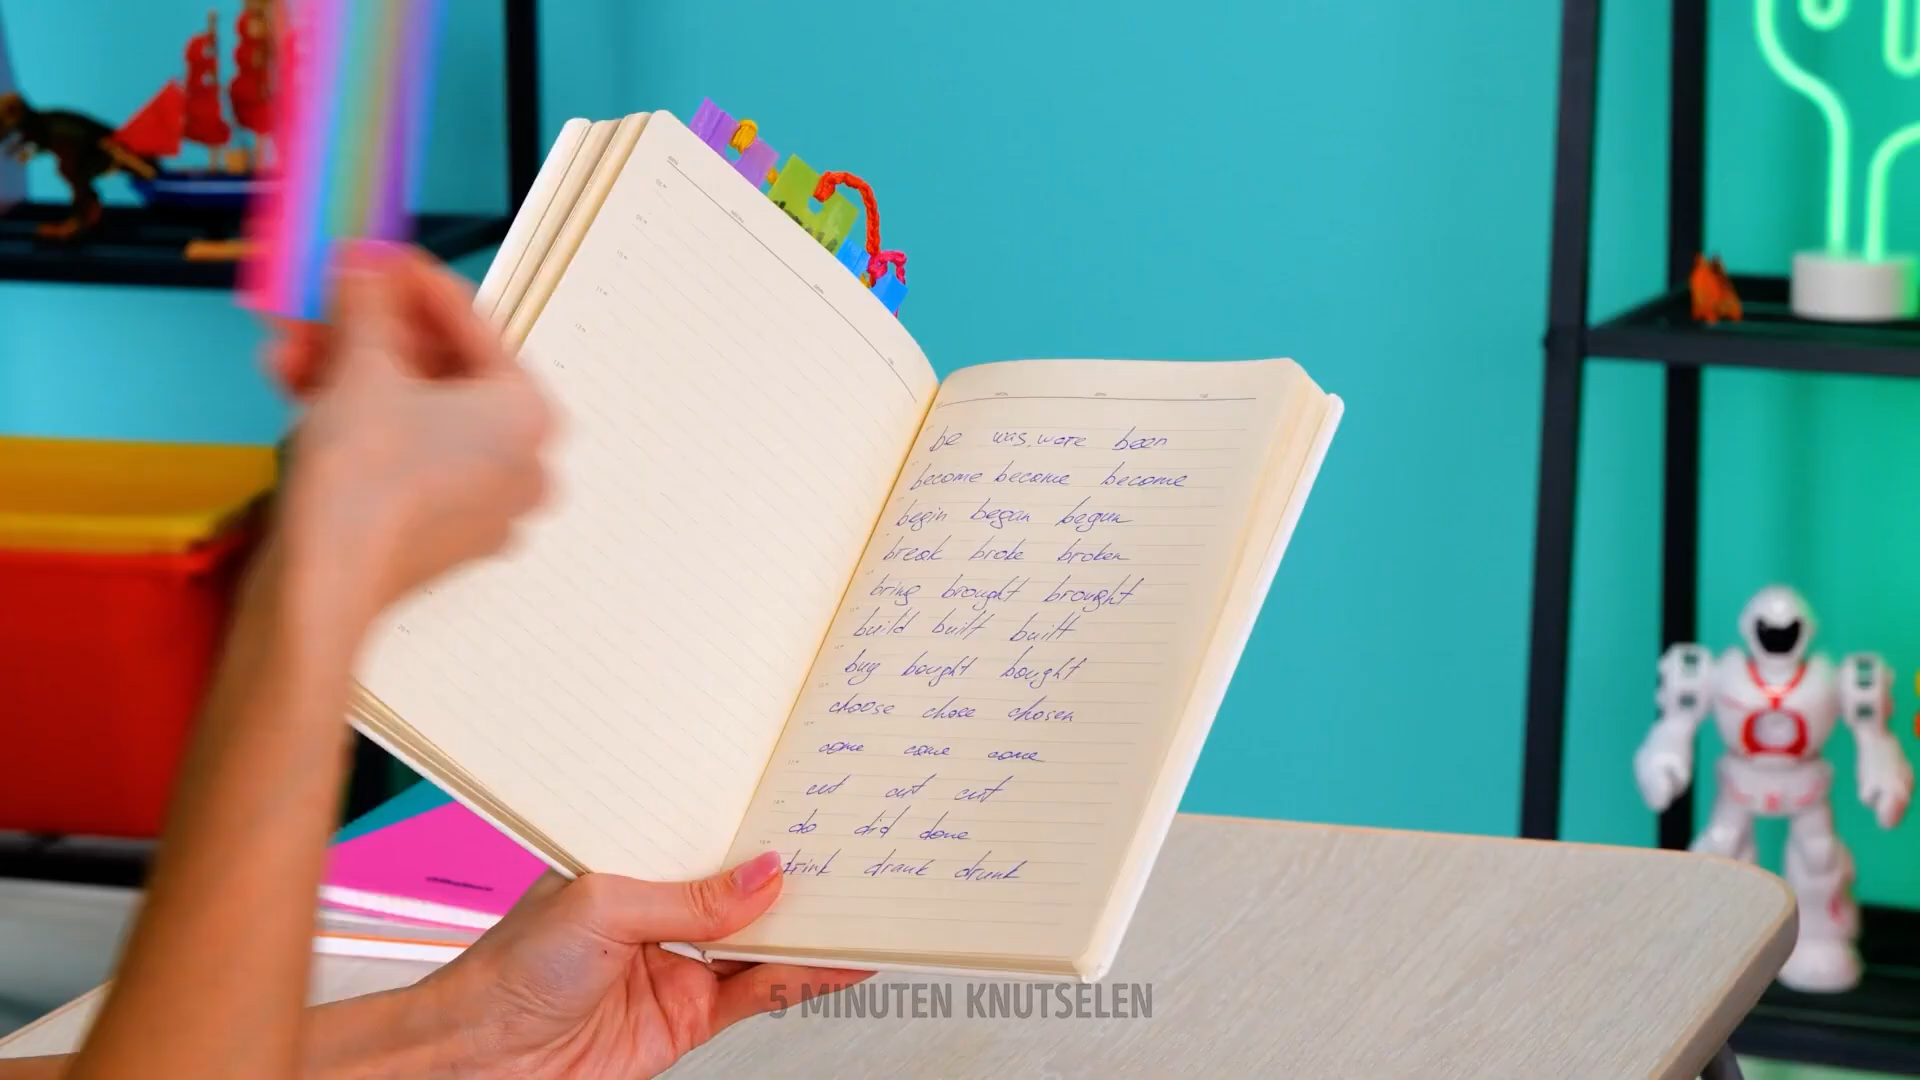 be was, were been
become became become
begin began begun
break broke broken
bring brought brought
build built built
buy bought bought
choose chose chosen
come came come
cut cut cut
do did done
drink drank drunk
5 MINUTEN KNUTSELEN